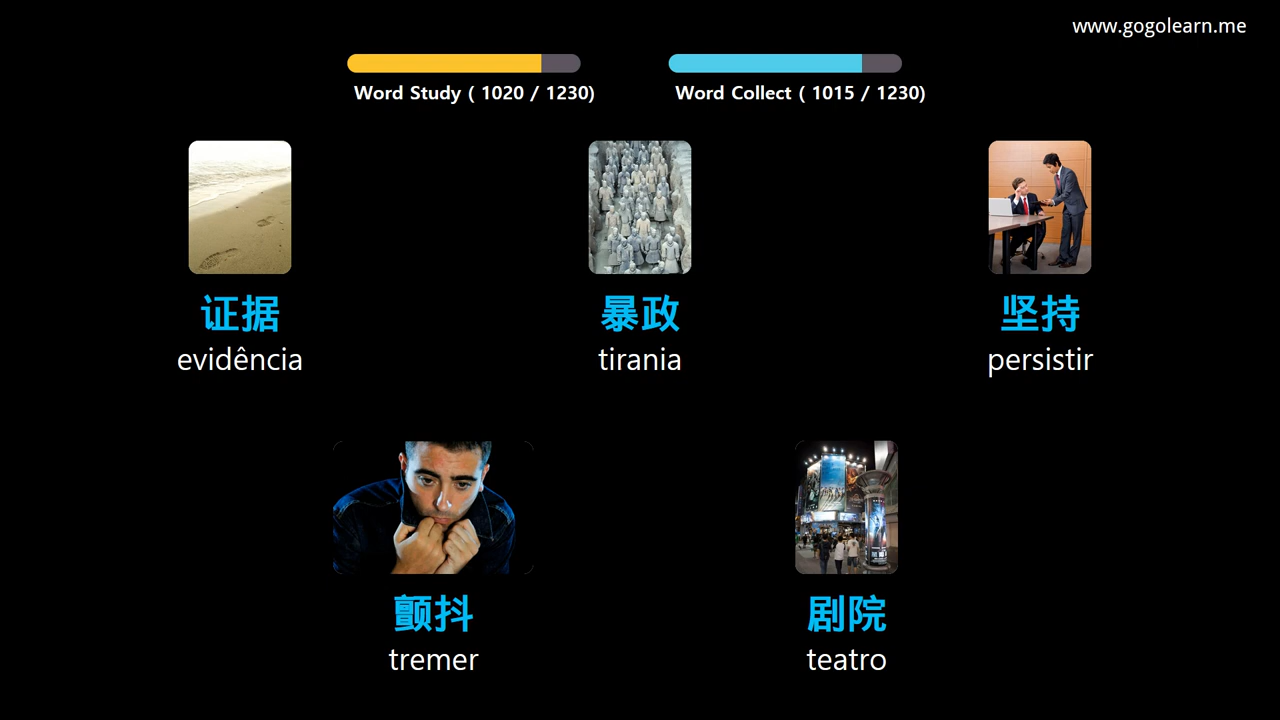 www.gogolearn.me
Word Study ( 1020 / 1230)
Word Collect ( 1015 / 1230)
证据
evidência
暴政
tirania
坚持
persistir
颤抖
tremer
剧院
teatro